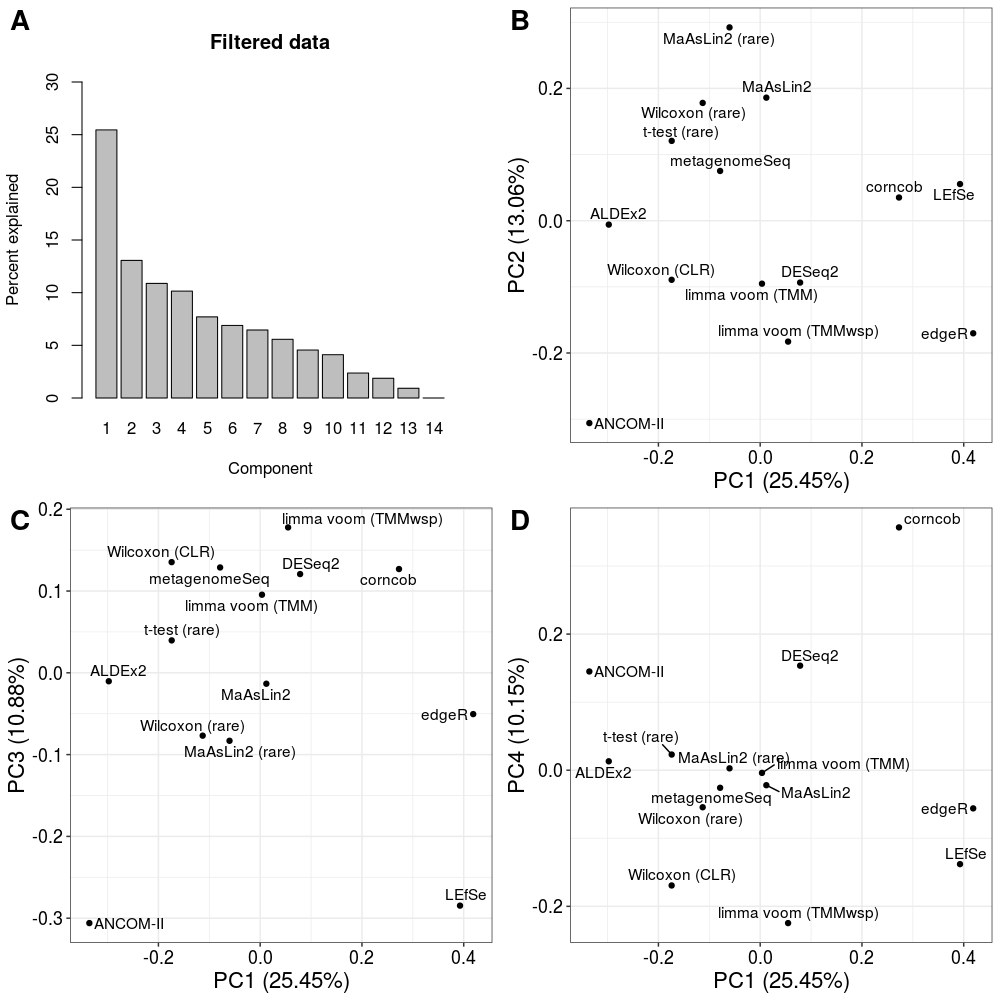 A
Filtered data
Percent explained
30
25
20
15
10
5
0
1 2 3 4 5 6 7 8 9 10 11 12 13 14
Component
B
MaAsLin2 (rare)
MaAsLin2
Wilcoxon (rare)
t-test (rare)
metagenomeSeq
corncob
LEfSe
ALDEx2
Wilcoxon (CLR)
DESeq2
limma voom (TMM)
limma voom (TMMwsp)
edgeR
ANCOM-II
PC2 (13.06%)
0.2
0.0
-0.2
-0.2 0.0 0.2 0.4
PC1 (25.45%)
C
limma voom (TMMwsp)
Wilcoxon (CLR)
DESeq2
metagenomeSeq
corncob
limma voom (TMM)
t-test (rare)
ALDEx2
MaAsLin2
edgeR
Wilcoxon (rare)
MaAsLin2 (rare)
LEfSe
ANCOM-II
PC3 (10.88%)
0.2
0.1
0.0
-0.1
-0.2
-0.3
-0.2 0.0 0.2 0.4
PC1 (25.45%)
D
corncob
DESeq2
ANCOM-II
t-test (rare)
MaAsLin2 (rare)
limma voom (TMM)
ALDEx2
MaAsLin2
metagenomeSeq
edgeR
Wilcoxon (rare)
LEfSe
Wilcoxon (CLR)
limma voom (TMMwsp)
PC4 (10.15%)
0.2
0.0
-0.2
-0.2 0.0 0.2 0.4
PC1 (25.45%)